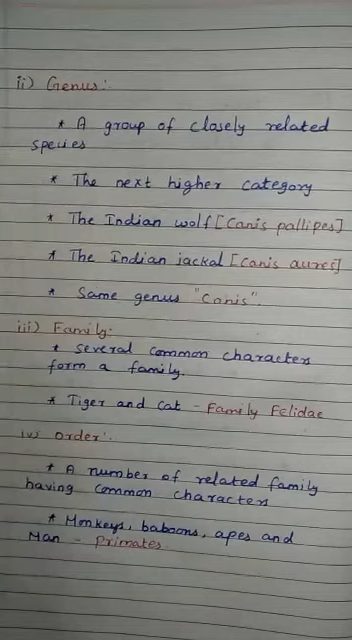 ii) Genus:-
* A group of closely related
species
* The next higher category
* The Indian wolf [Canis pallipes]
* The Indian jackal [Canis aures]
* Same genus "Canis".
iii) Family:-
* Several common characters
form a family.
* Tiger and Cat - Family Felidae
iv) Order:-
* A number of related family
having common characters
* Monkeys, baboons, apes and
Man - Primates.